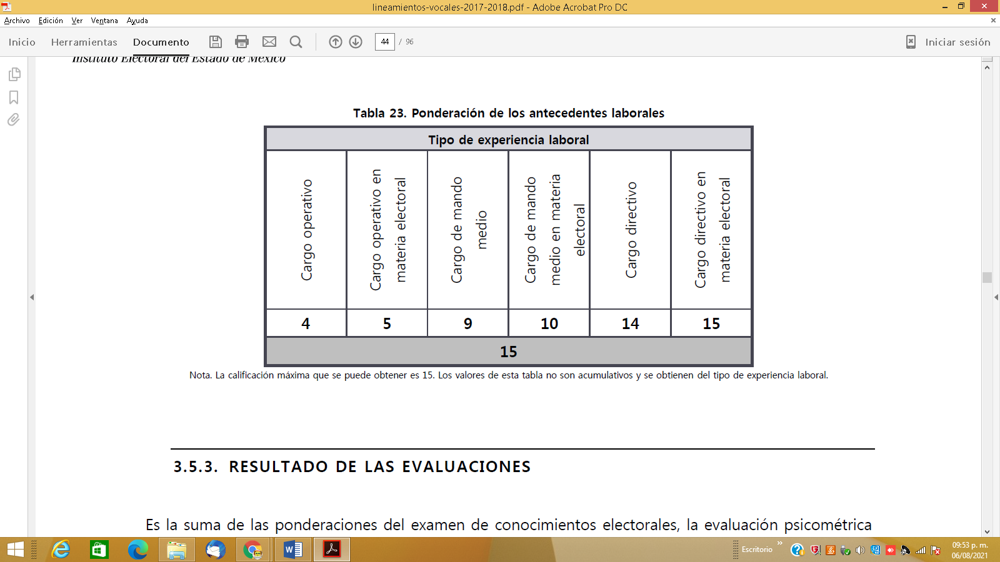 lineamientos-vocales-2017-2018.pdf - Adobe Acrobat Pro DC
Archivo Edición Ver Ventana Ayuda
Inicio Herramientas Documento 44 / 96 Iniciar sesión
Instituto Electoral del Estado de México
Tabla 23. Ponderación de los antecedentes laborales
Tipo de experiencia laboral
Cargo operativo
Cargo operativo en
materia electoral
Cargo de mando
medio
Cargo de mando
medio en materia
electoral
Cargo directivo
Cargo directivo en
materia electoral
4 5 9 10 14 15
15
Nota. La calificación máxima que se puede obtener es 15. Los valores de esta tabla no son acumulativos y se obtienen del tipo de experiencia laboral.
3.5.3. RESULTADO DE LAS EVALUACIONES
Es la suma de las ponderaciones del examen de conocimientos electorales, la evaluación psicométrica
Escritorio
09:53 p. m.
06/08/2021